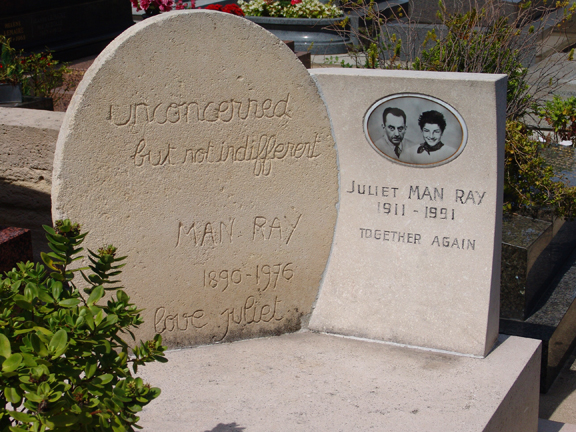 unconcerned
but not indifferent
MAN RAY
1890-1976
love juliet.
JULIET MAN RAY
1911-1991
TOGETHER AGAIN